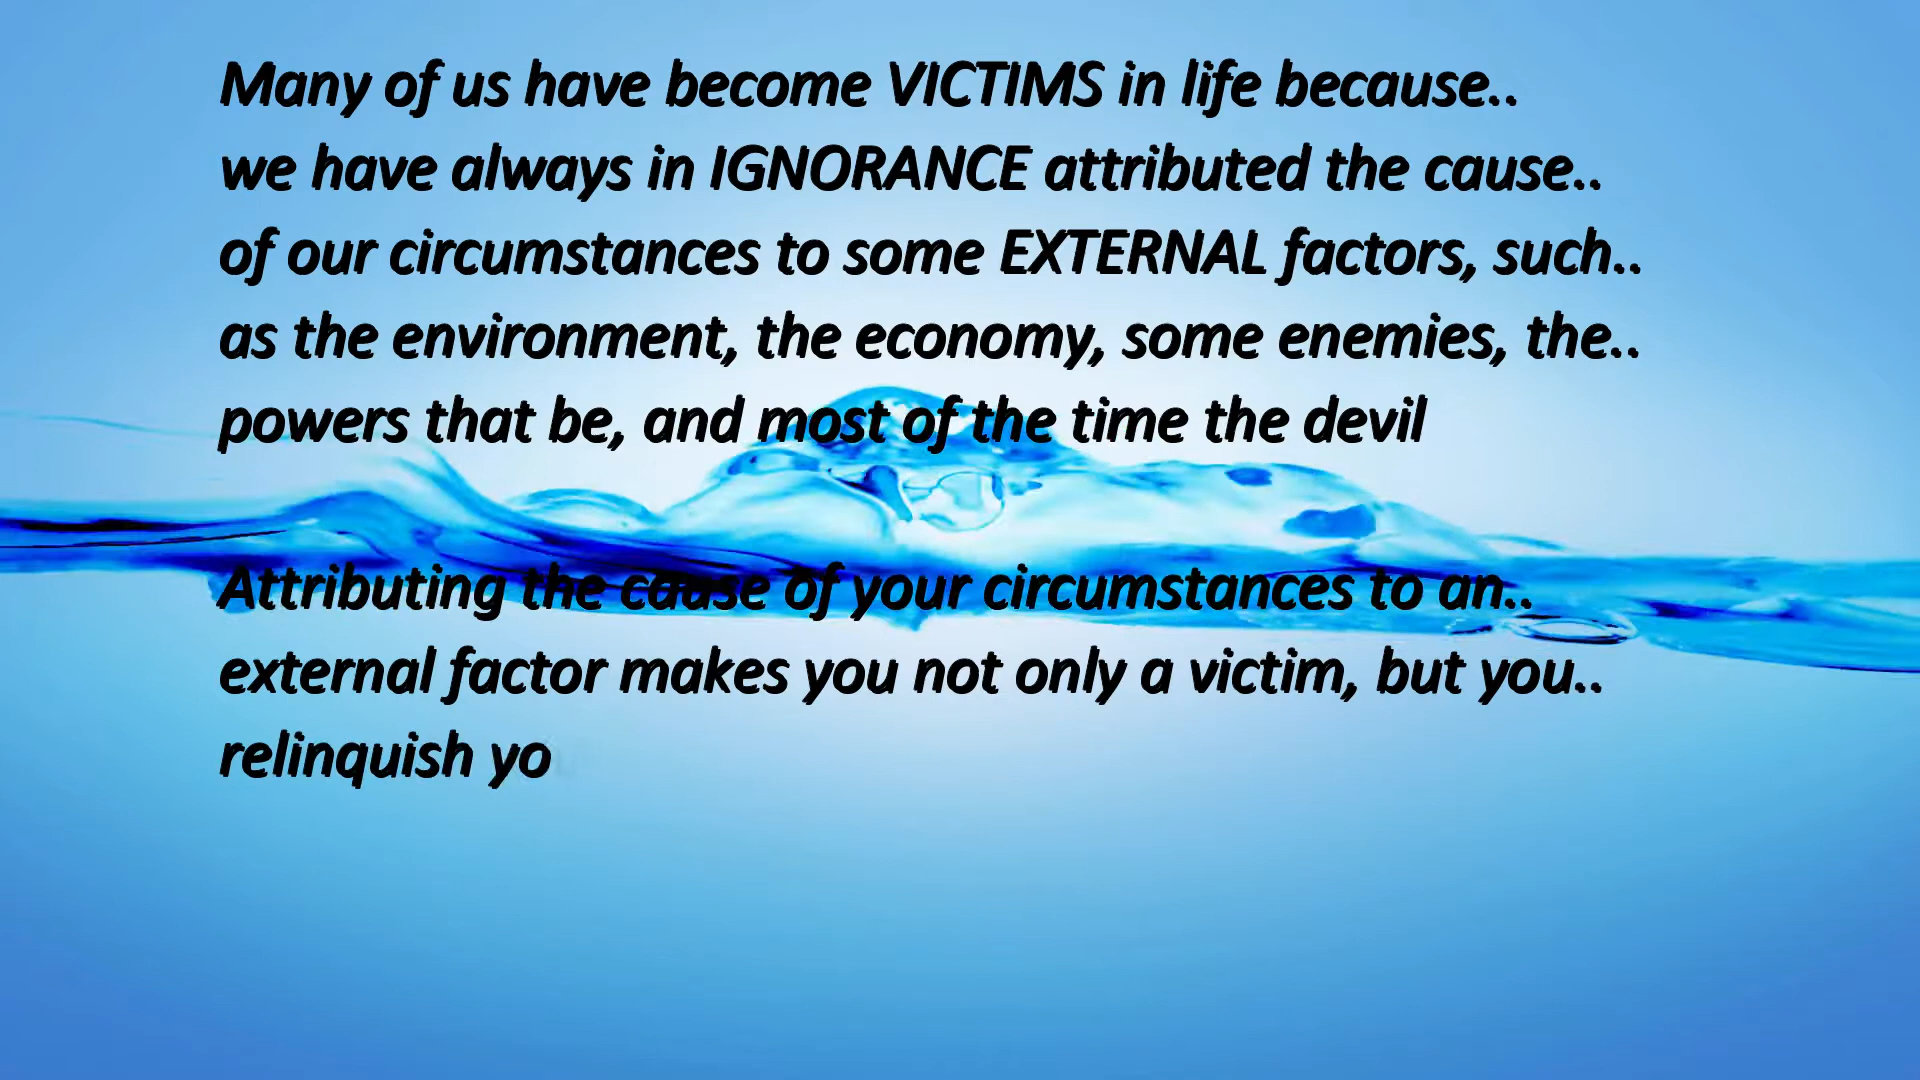 Many of us have become VICTIMS in life because..
we have always in IGNORANCE attributed the cause..
of our circumstances to some EXTERNAL factors, such..
as the environment, the economy, some enemies, the..
powers that be, and most of the time the devil
Attributing the cause of your circumstances to an..
external factor makes you not only a victim, but you..
relinquish yo